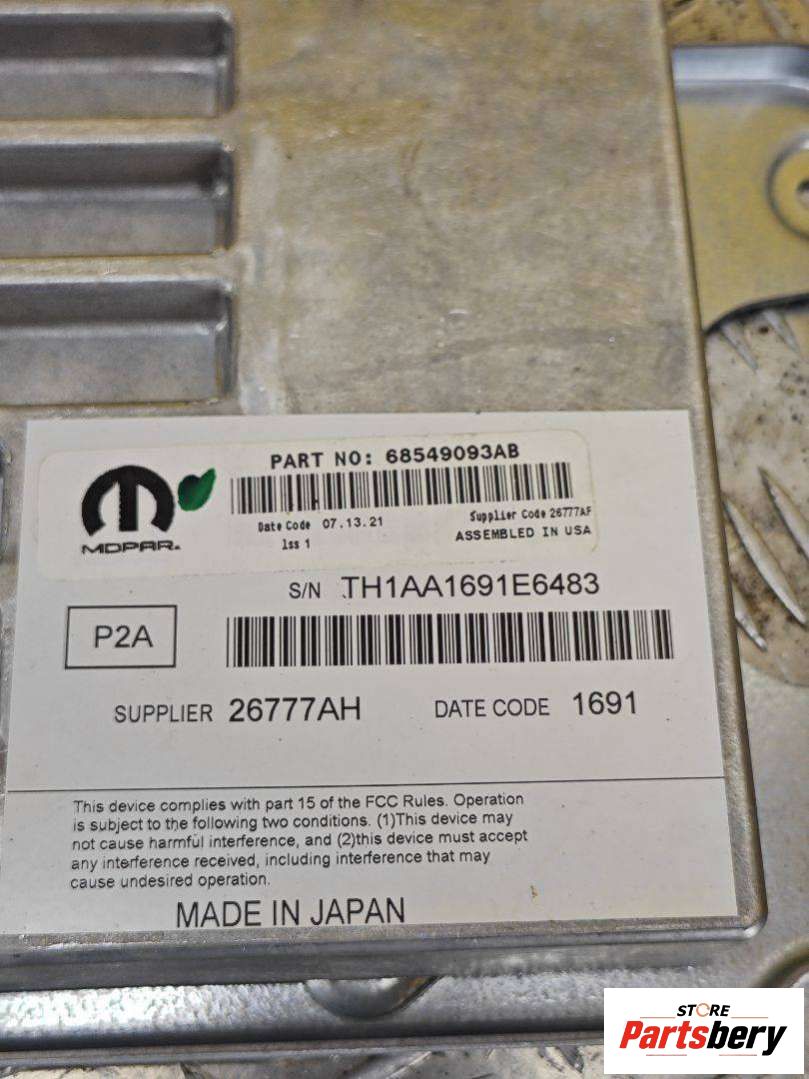 PART NO: 68549093AB
Date Code 07.13.21
Supplier Code 26777AF
1ss 1
ASSEMBLED IN USA
MOPAR.
S/N TH1AA1691E6483
P2A
SUPPLIER 26777AH
DATE CODE 1691
This device complies with part 15 of the FCC Rules. Operation
is subject to the following two conditions. (1)This device may
not cause harmful interference, and (2)this device must accept
any interference received, including interference that may
cause undesired operation.
MADE IN JAPAN
STORE
Partsbery